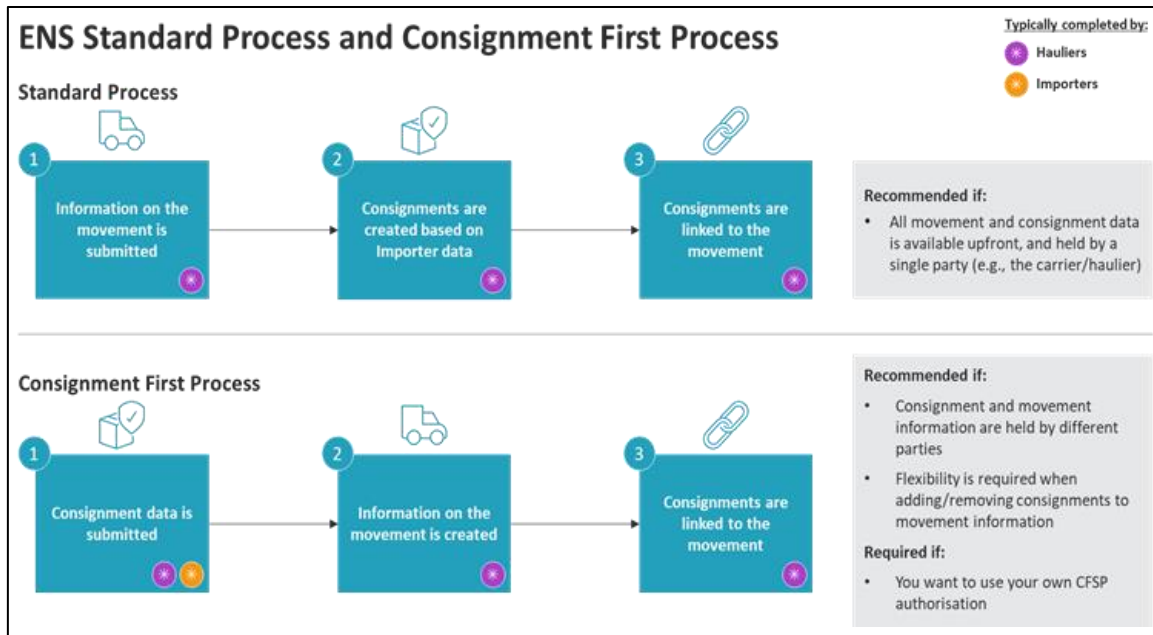 ENS Standard Process and Consignment First Process
Typically completed by:
Hauliers
Importers
Standard Process
1
Information on the
movement is
submitted
2
Consignments are
created based on
Importer data
3
Consignments are
linked to the
movement
Recommended if:
• All movement and consignment data
is available upfront, and held by a
single party (e.g., the carrier/haulier)
Consignment First Process
1
Consignment data is
submitted
2
Information on the
movement is created
3
Consignments are
linked to the
movement
Recommended if:
• Consignment and movement
information are held by different
parties
• Flexibility is required when
adding/removing consignments to
movement information
Required if:
• You want to use your own CFSP
authorisation